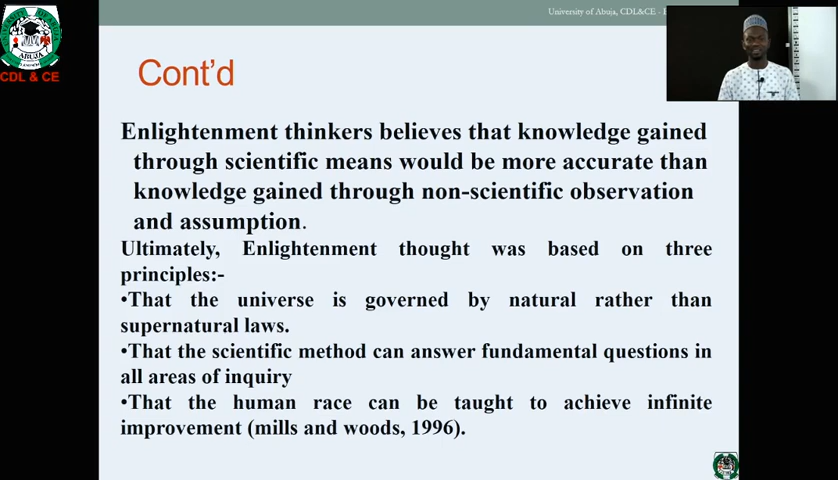 University of Abuja, CDL&CE -
ABUJA
CDL & CE
Cont'd
Enlightenment thinkers believes that knowledge gained
through scientific means would be more accurate than
knowledge gained through non-scientific observation
and assumption.
Ultimately, Enlightenment thought was based on three
principles:-
•That the universe is governed by natural rather than
supernatural laws.
•That the scientific method can answer fundamental questions in
all areas of inquiry
•That the human race can be taught to achieve infinite
improvement (mills and woods, 1996).